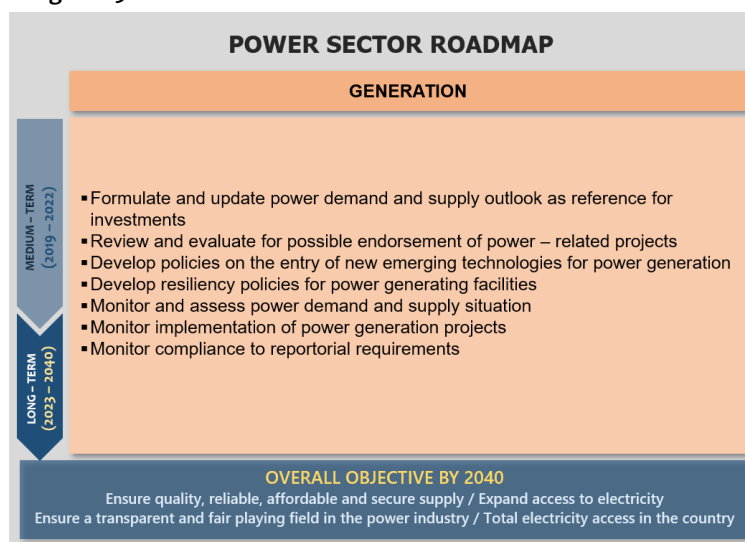 POWER SECTOR ROADMAP
GENERATION
MEDIUM – TERM
(2019 – 2022)
LONG – TERM
(2023 – 2040)
▪Formulate and update power demand and supply outlook as reference for
investments
▪Review and evaluate for possible endorsement of power – related projects
▪Develop policies on the entry of new emerging technologies for power generation
▪Develop resiliency policies for power generating facilities
▪Monitor and assess power demand and supply situation
▪Monitor implementation of power generation projects
▪Monitor compliance to reportorial requirements
OVERALL OBJECTIVE BY 2040
Ensure quality, reliable, affordable and secure supply / Expand access to electricity
Ensure a transparent and fair playing field in the power industry / Total electricity access in the country